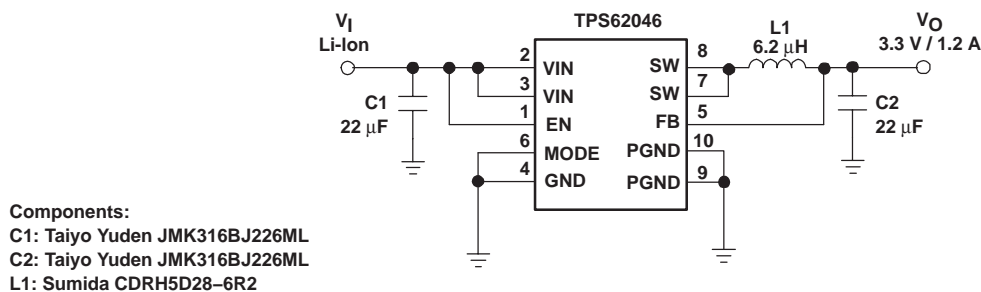 V_I
Li-Ion
C1
22 µF
TPS62046
2 VIN
3 VIN
1 EN
6 MODE
4 GND
SW 8
SW 7
FB 5
PGND 10
PGND 9
L1
6.2 µH
V_O
3.3 V / 1.2 A
C2
22 µF
Components:
C1: Taiyo Yuden JMK316BJ226ML
C2: Taiyo Yuden JMK316BJ226ML
L1: Sumida CDRH5D28–6R2